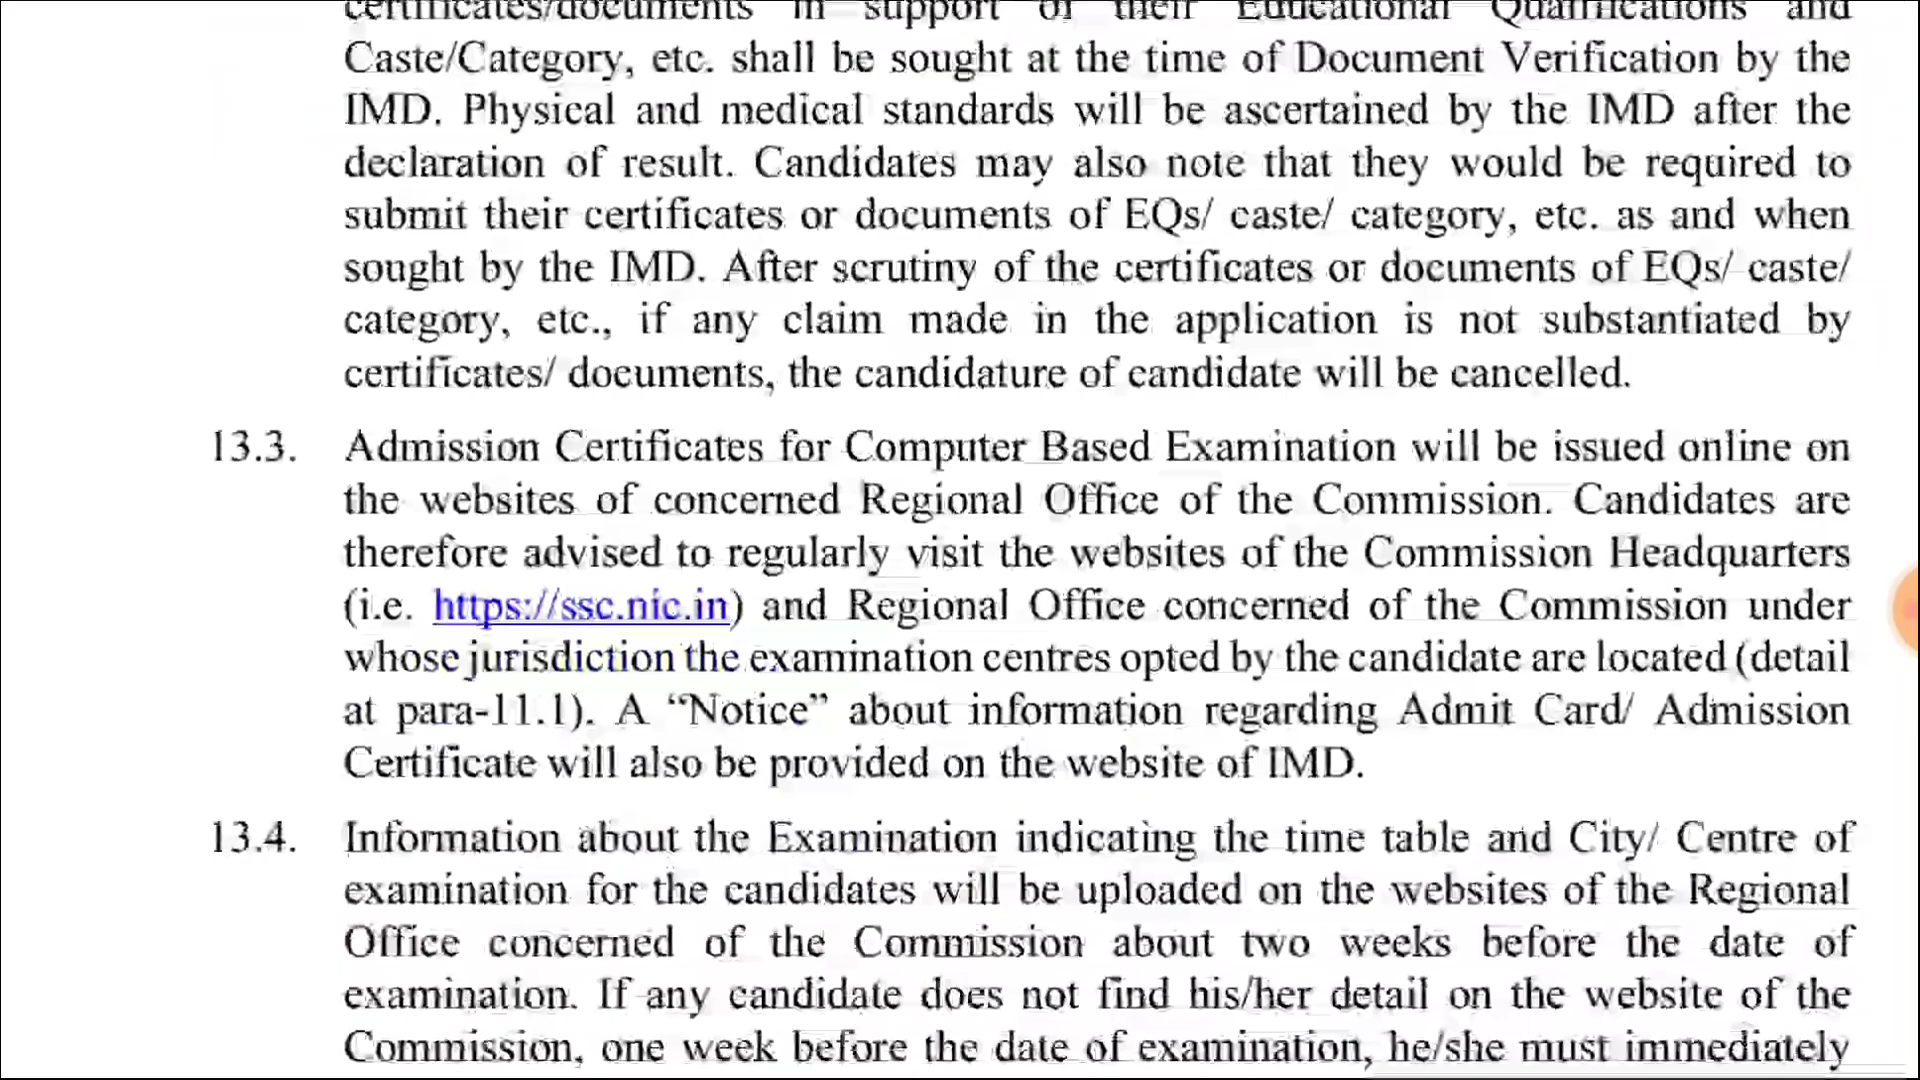 certificates/documents in support of their Educational Qualifications and
Caste/Category, etc. shall be sought at the time of Document Verification by the
IMD. Physical and medical standards will be ascertained by the IMD after the
declaration of result. Candidates may also note that they would be required to
submit their certificates or documents of EQs/ caste/ category, etc. as and when
sought by the IMD. After scrutiny of the certificates or documents of EQs/ caste/
category, etc., if any claim made in the application is not substantiated by
certificates/ documents, the candidature of candidate will be cancelled.
13.3. Admission Certificates for Computer Based Examination will be issued online on
the websites of concerned Regional Office of the Commission. Candidates are
therefore advised to regularly visit the websites of the Commission Headquarters
(i.e. https://ssc.nic.in) and Regional Office concerned of the Commission under
whose jurisdiction the examination centres opted by the candidate are located (detail
at para-11.1). A “Notice” about information regarding Admit Card/ Admission
Certificate will also be provided on the website of IMD.
13.4. Information about the Examination indicating the time table and City/ Centre of
examination for the candidates will be uploaded on the websites of the Regional
Office concerned of the Commission about two weeks before the date of
examination. If any candidate does not find his/her detail on the website of the
Commission, one week before the date of examination, he/she must immediately